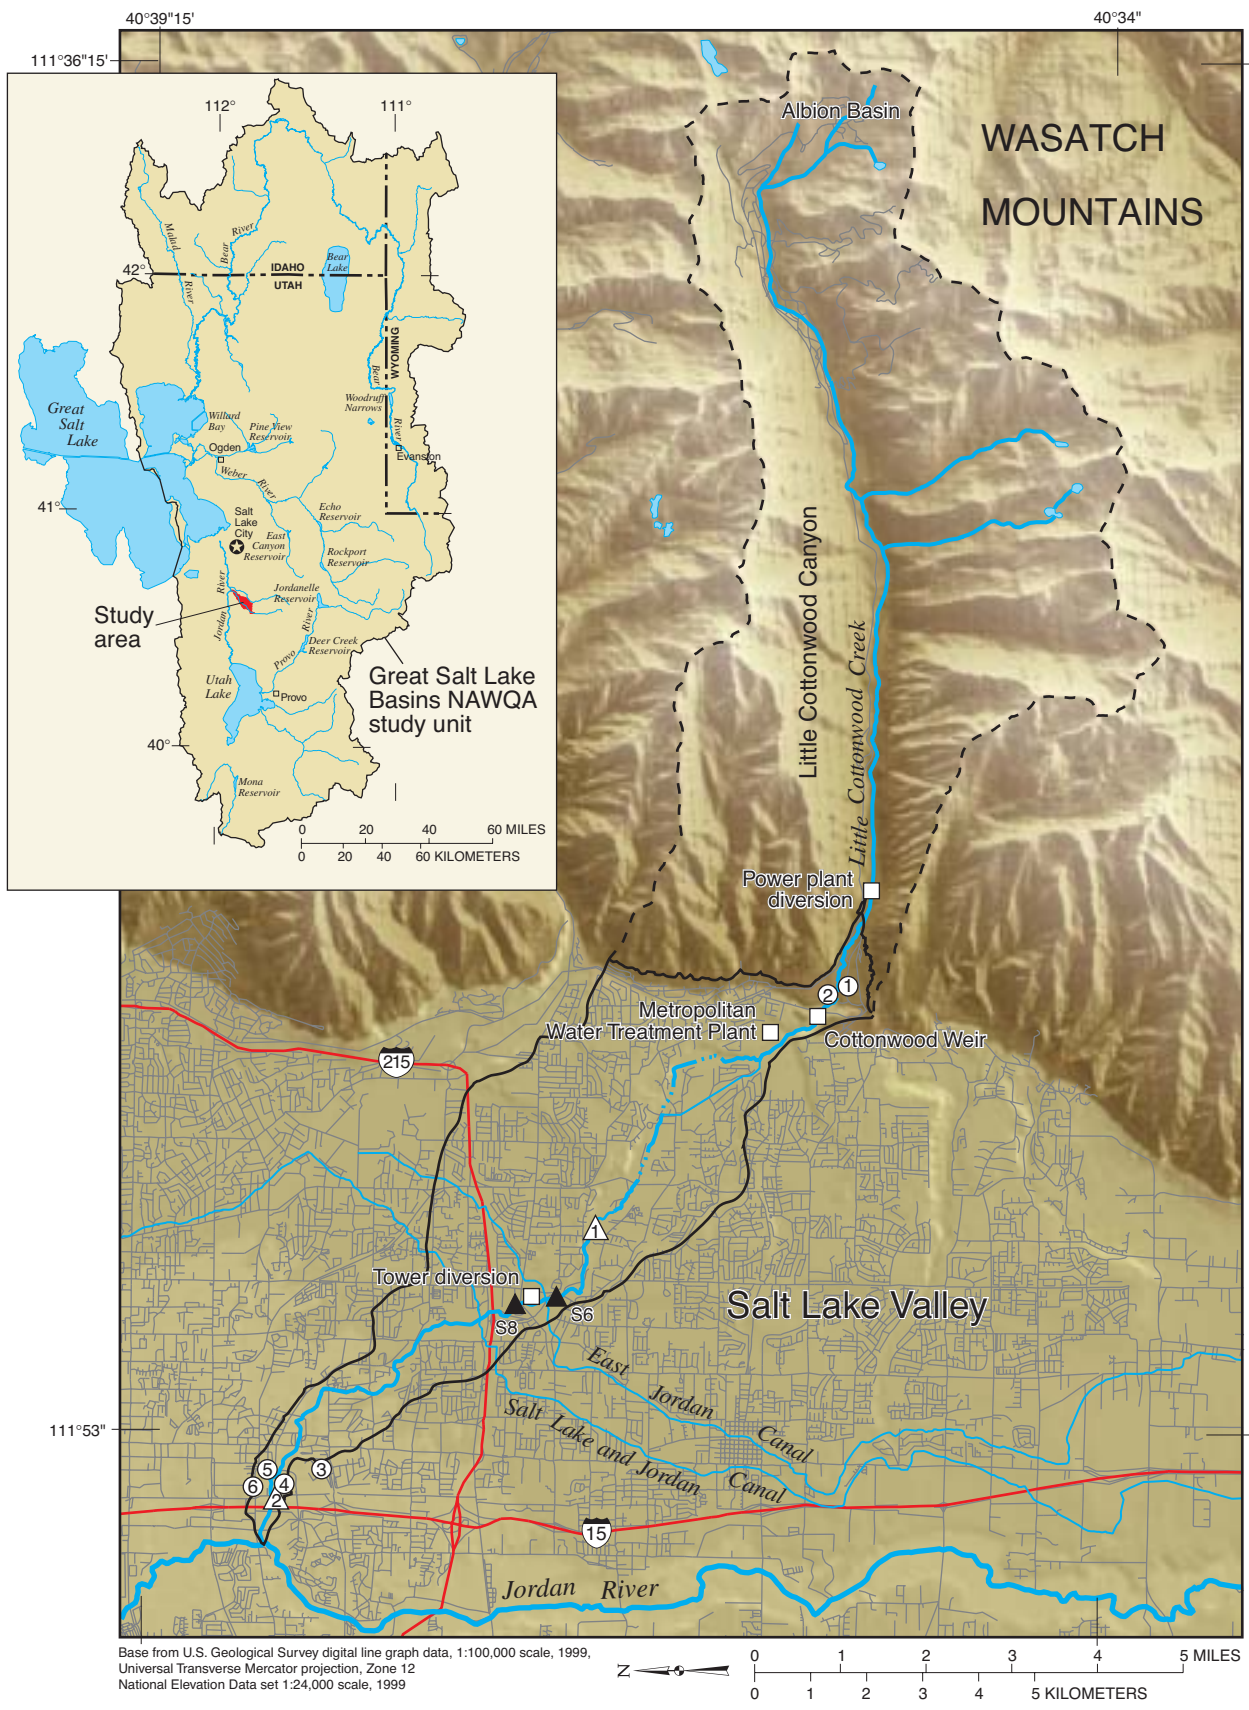 40°39"15'
40°34"
111°36"15'
Albion Basin
WASATCH
MOUNTAINS
112°
111°
Malad
River
Bear
River
Bear
Lake
42°
IDAHO
UTAH
WYOMING
Bear
River
Woodruff
Narrows
Evanston
Great
Salt
Lake
Willard
Bay
Pine View
Reservoir
Ogden
Weber
River
41°
Salt
Lake
City
East
Canyon
Reservoir
Echo
Reservoir
Rockport
Reservoir
Jordanelle
Reservoir
Jordan
River
Study
area
Provo
River
Deer Creek
Reservoir
Utah
Lake
Provo
Great Salt Lake
Basins NAWQA
study unit
40°
Mona
Reservoir
0 20 40 60 MILES
0 20 40 60 KILOMETERS
Little Cottonwood Canyon
Little Cottonwood Creek
Power plant
diversion
2
1
Metropolitan
Water Treatment Plant
Cottonwood Weir
215
1
Tower diversion
S8
S6
Salt Lake Valley
East Jordan Canal
Salt Lake and Jordan Canal
111°53"
5
3
6
4
2
15
Jordan River
Base from U.S. Geological Survey digital line graph data, 1:100,000 scale, 1999,
Universal Transverse Mercator projection, Zone 12
National Elevation Data set 1:24,000 scale, 1999
N
0 1 2 3 4 5 MILES
0 1 2 3 4 5 KILOMETERS